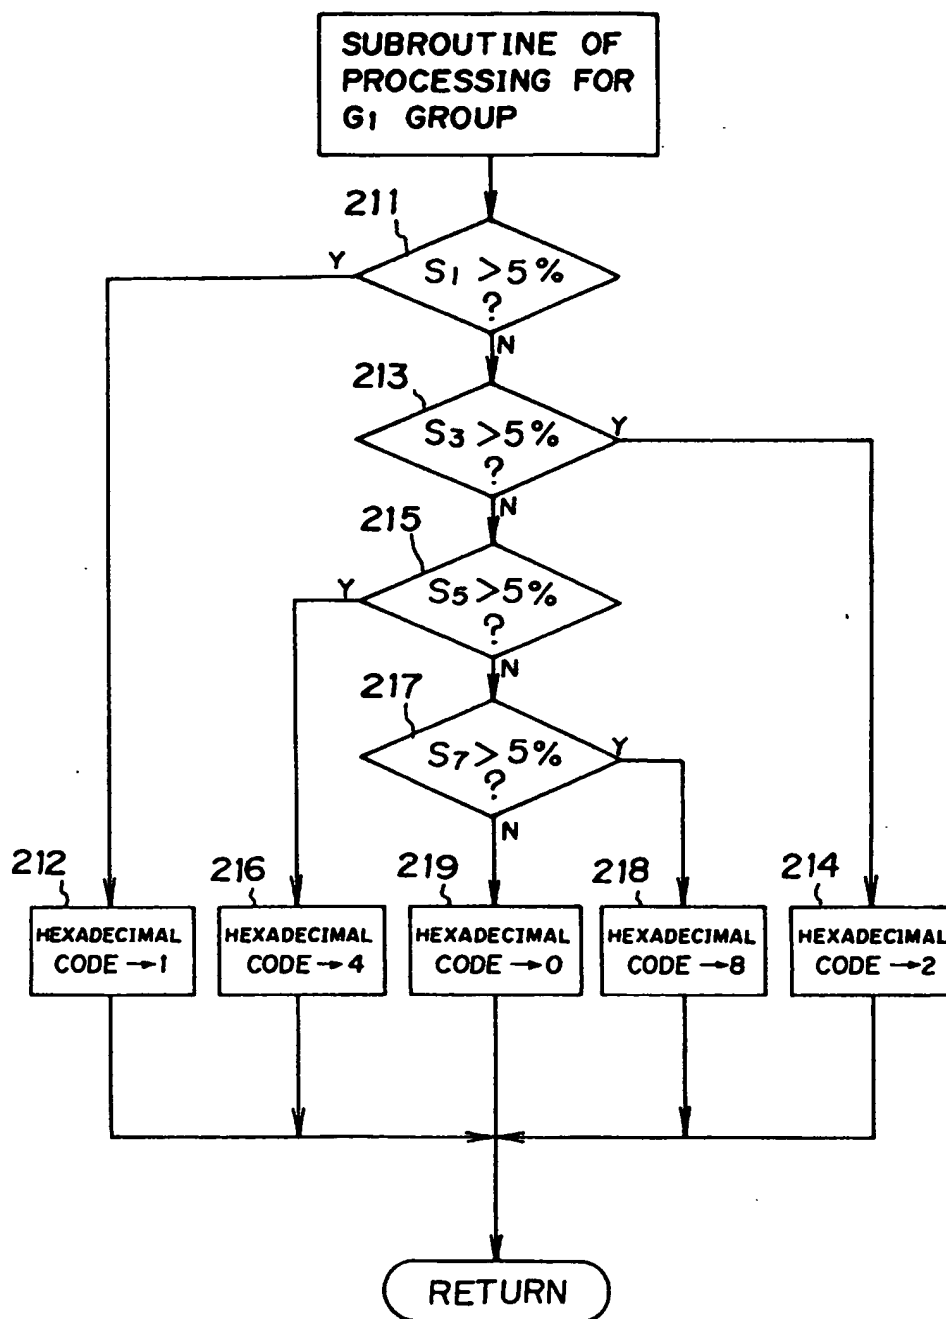 SUBROUTINE OF
PROCESSING FOR
G1 GROUP
211
Y
S1 > 5%
?
N
213
S3 > 5%
?
Y
N
215
Y
S5 > 5%
?
N
217
S7 > 5%
?
Y
N
212
HEXADECIMAL
CODE → 1
216
HEXADECIMAL
CODE → 4
219
HEXADECIMAL
CODE → 0
218
HEXADECIMAL
CODE → 8
214
HEXADECIMAL
CODE → 2
RETURN